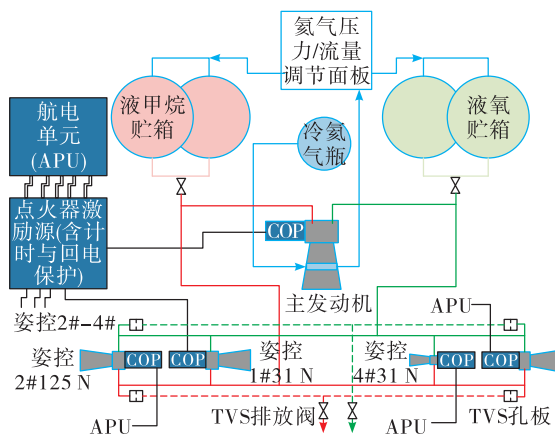 氦气压
力/流量
调节面板
液甲烷
贮箱
液氧
贮箱
冷氦
气瓶
航电
单元
(APU)
点火器激
励源(含计
时与回电
保护)
COP
主发动机
姿控2#-4#
APU
姿控
2#125 N
COP
COP
姿控
1#31 N
姿控
4#31 N
COP
COP
APU
TVS排放阀
APU
TVS孔板